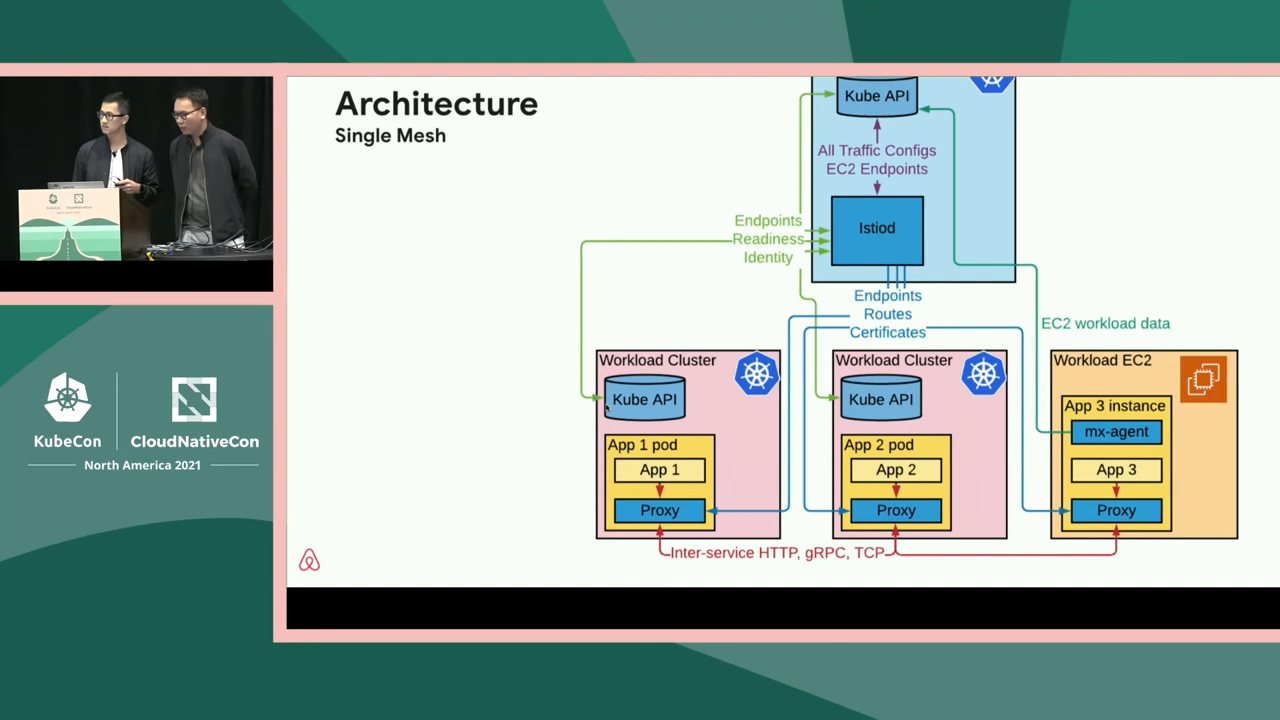 Architecture
Single Mesh
Kube API
All Traffic Configs
EC2 Endpoints
Istiod
Endpoints
Readiness
Identity
Endpoints
Routes
Certificates
EC2 workload data
Workload Cluster
Kube API
App 1 pod
App 1
Proxy
Workload Cluster
Kube API
App 2 pod
App 2
Proxy
Workload EC2
App 3 instance
mx-agent
App 3
Proxy
Inter-service HTTP, gRPC, TCP
KubeCon
CloudNativeCon
North America 2021
KubeCon
CloudNativeCon